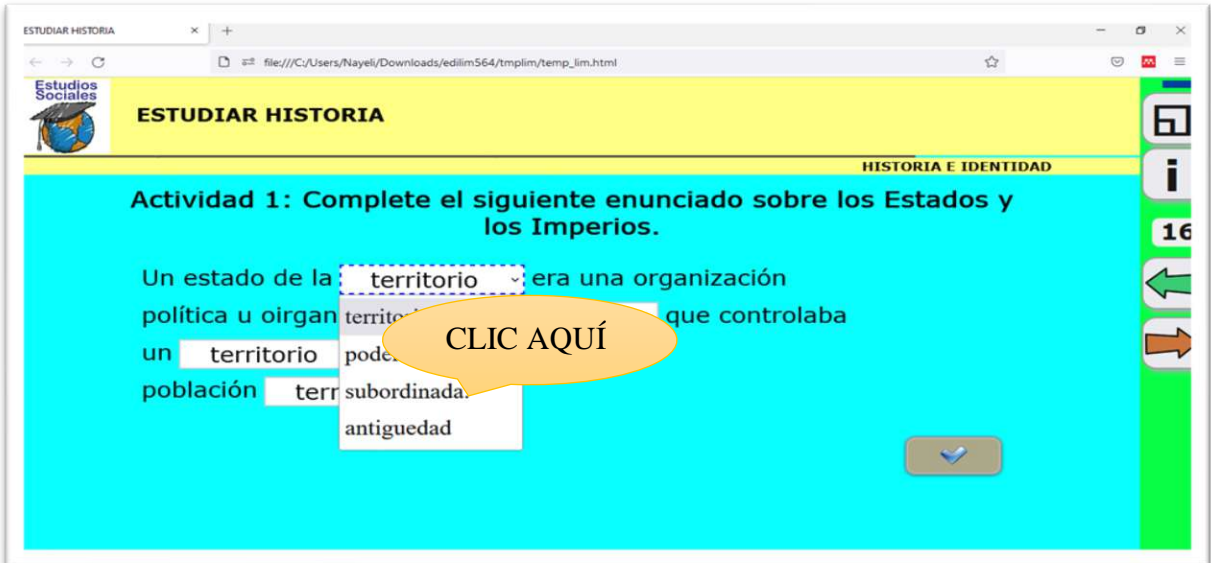 ESTUDIAR HISTORIA
file:///C:/Users/Nayeli/Downloads/edilim564/tmplim/temp_lim.html
Estudios
Sociales
ESTUDIAR HISTORIA
HISTORIA E IDENTIDAD
Actividad 1: Complete el siguiente enunciado sobre los Estados y
los Imperios.
16
Un estado de la territorio era una organización
política u oirgan que controlaba
un territorio
población
CLIC AQUÍ
subordinada.
antiguedad